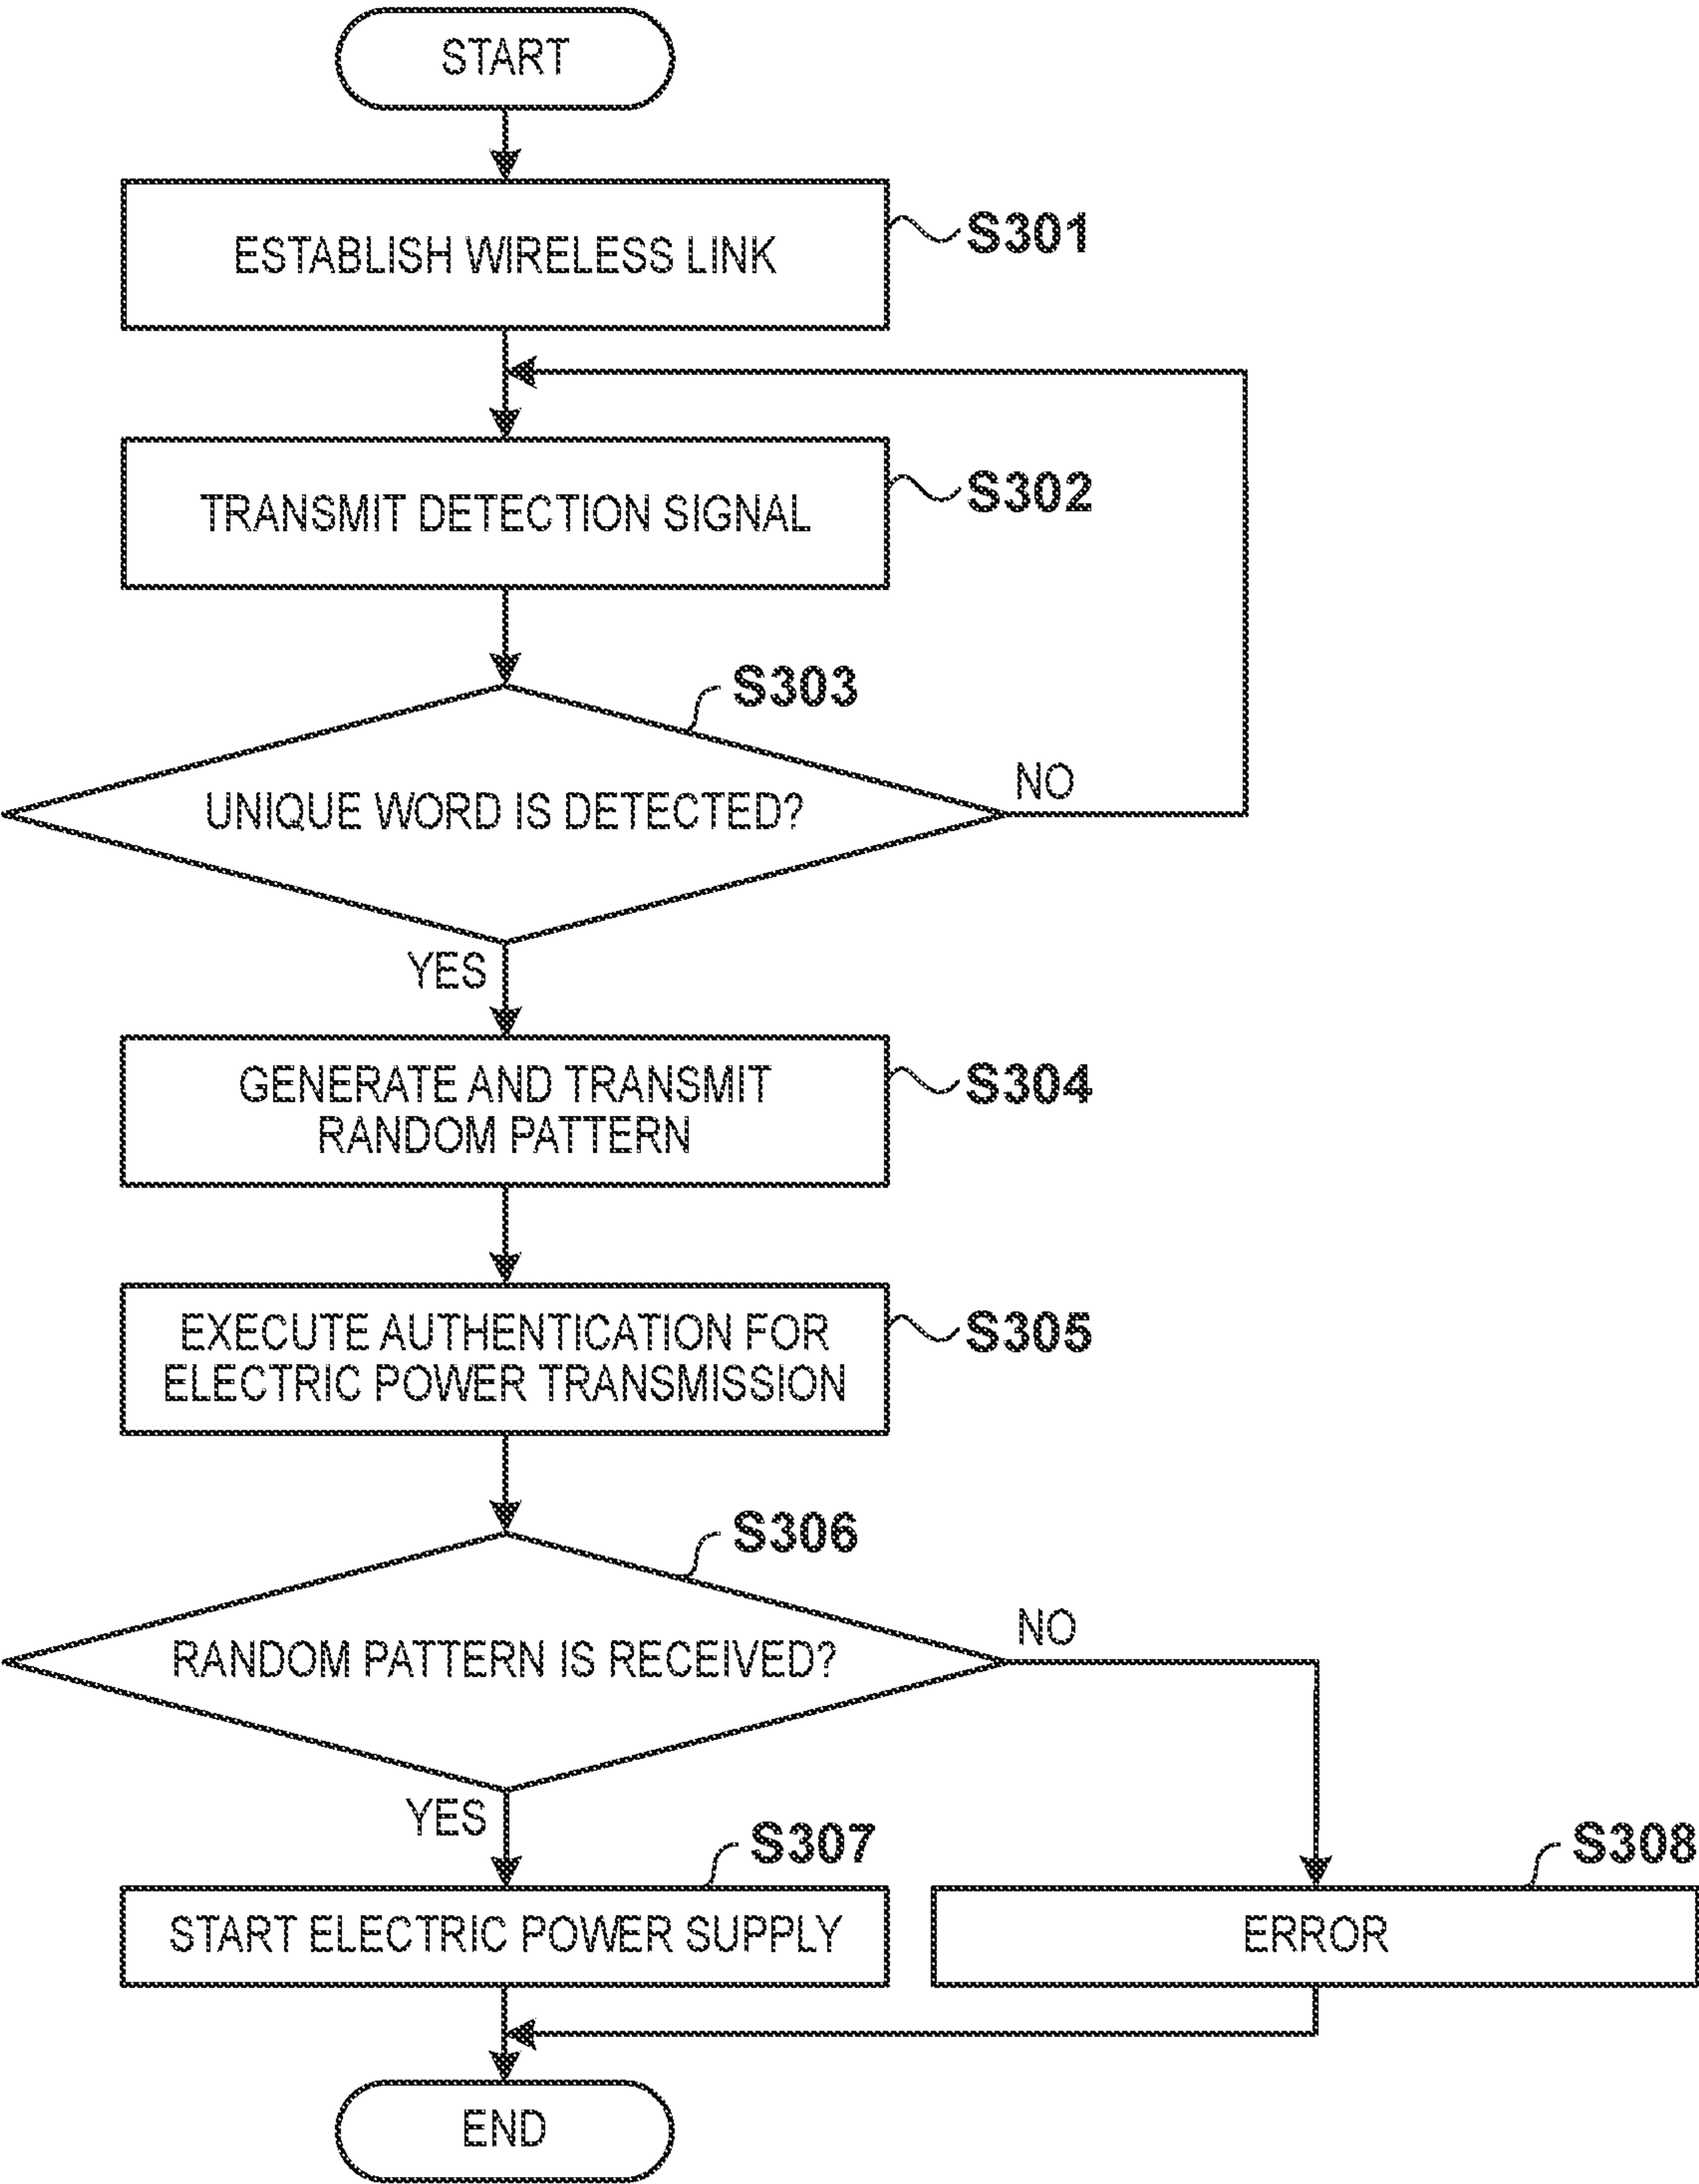 START
ESTABLISH WIRELESS LINK
S301
TRANSMIT DETECTION SIGNAL
S302
S303
UNIQUE WORD IS DETECTED?
NO
YES
GENERATE AND TRANSMIT
RANDOM PATTERN
S304
EXECUTE AUTHENTICATION FOR
ELECTRIC POWER TRANSMISSION
S305
S306
RANDOM PATTERN IS RECEIVED?
NO
YES
S307
START ELECTRIC POWER SUPPLY
S308
ERROR
END